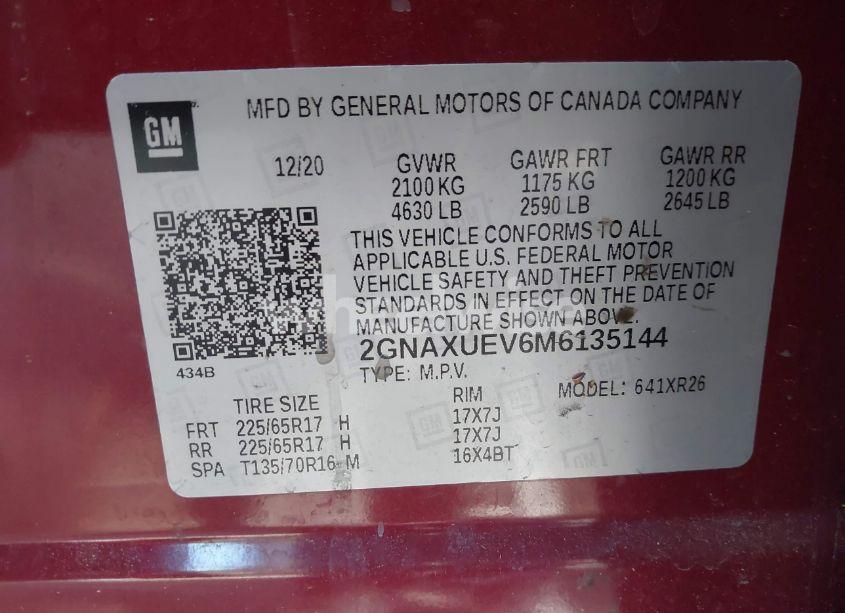 GM
MFD BY GENERAL MOTORS OF CANADA COMPANY
12/20 GVWR GAWR FRT GAWR RR
2100 KG 1175 KG 1200 KG
4630 LB 2590 LB 2645 LB
THIS VEHICLE CONFORMS TO ALL
APPLICABLE U.S. FEDERAL MOTOR
VEHICLE SAFETY AND THEFT PREVENTION
STANDARDS IN EFFECT ON THE DATE OF
MANUFACTURE SHOWN ABOVE.
2GNAXUEV6M6135144
434B
TYPE: M.P.V. MODEL: 641XR26
TIRE SIZE RIM
FRT 225/65R17 H 17X7J
RR 225/65R17 H 17X7J
SPA T135/70R16 M 16X4BT